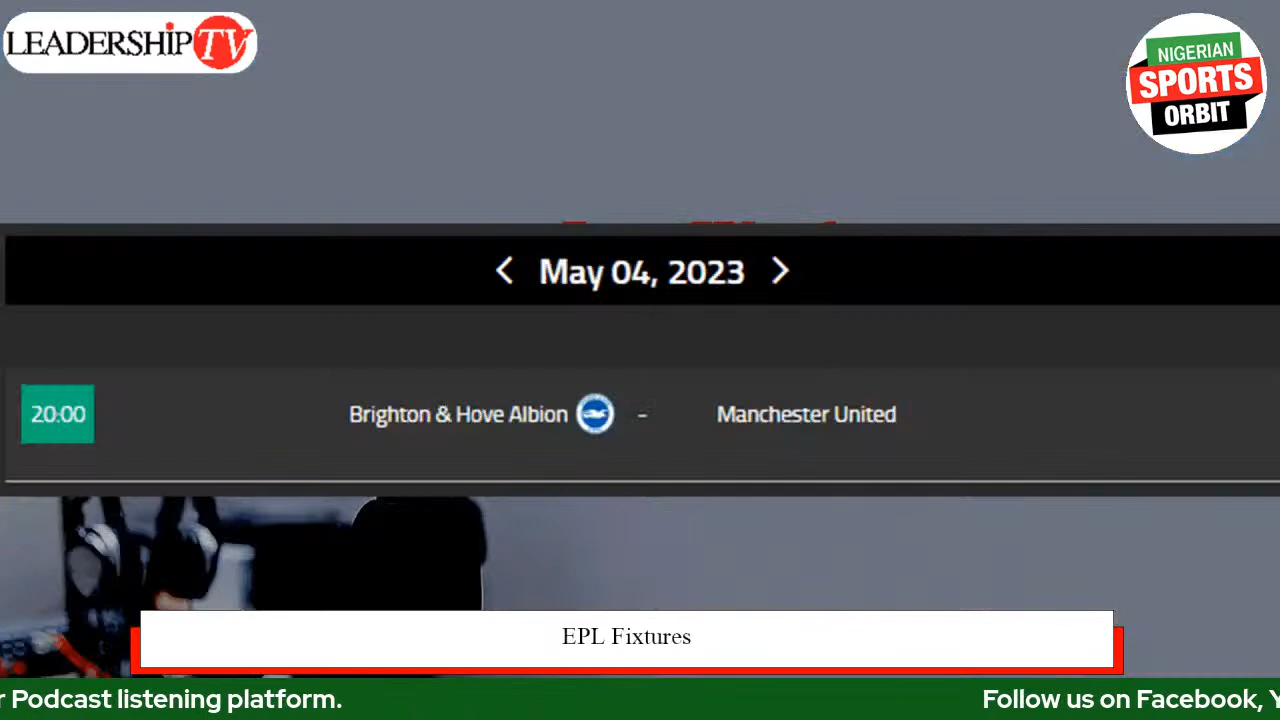 LEADERSHIP TV
NIGERIAN
SPORTS
ORBIT
May 04, 2023
20:00
Brighton & Hove Albion - Manchester United
EPL Fixtures
r Podcast listening platform.
Follow us on Facebook, Y